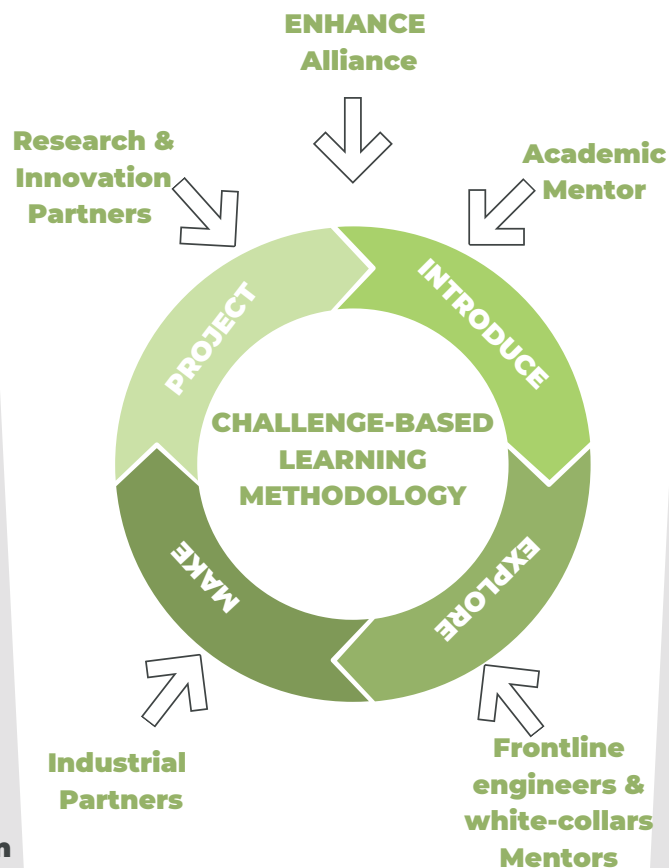 ENHANCE
Alliance
Research &
Innovation
Partners
Academic
Mentor
PROJECT
INTRODUCE
CHALLENGE-BASED
LEARNING
METHODOLOGY
MAKE
EXPLORE
Industrial
Partners
Frontline
engineers &
white-collars
Mentors